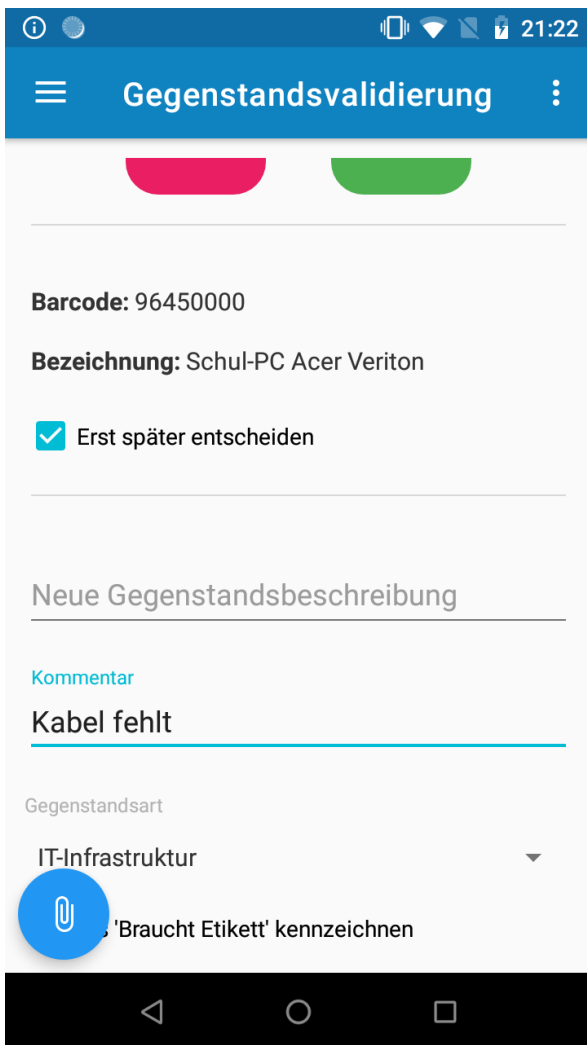 21:22
Gegenstandsvalidierung
Barcode: 96450000
Bezeichnung: Schul-PC Acer Veriton
Erst später entscheiden
Neue Gegenstandsbeschreibung
Kommentar
Kabel fehlt
Gegenstandsart
IT-Infrastruktur
'Braucht Etikett' kennzeichnen